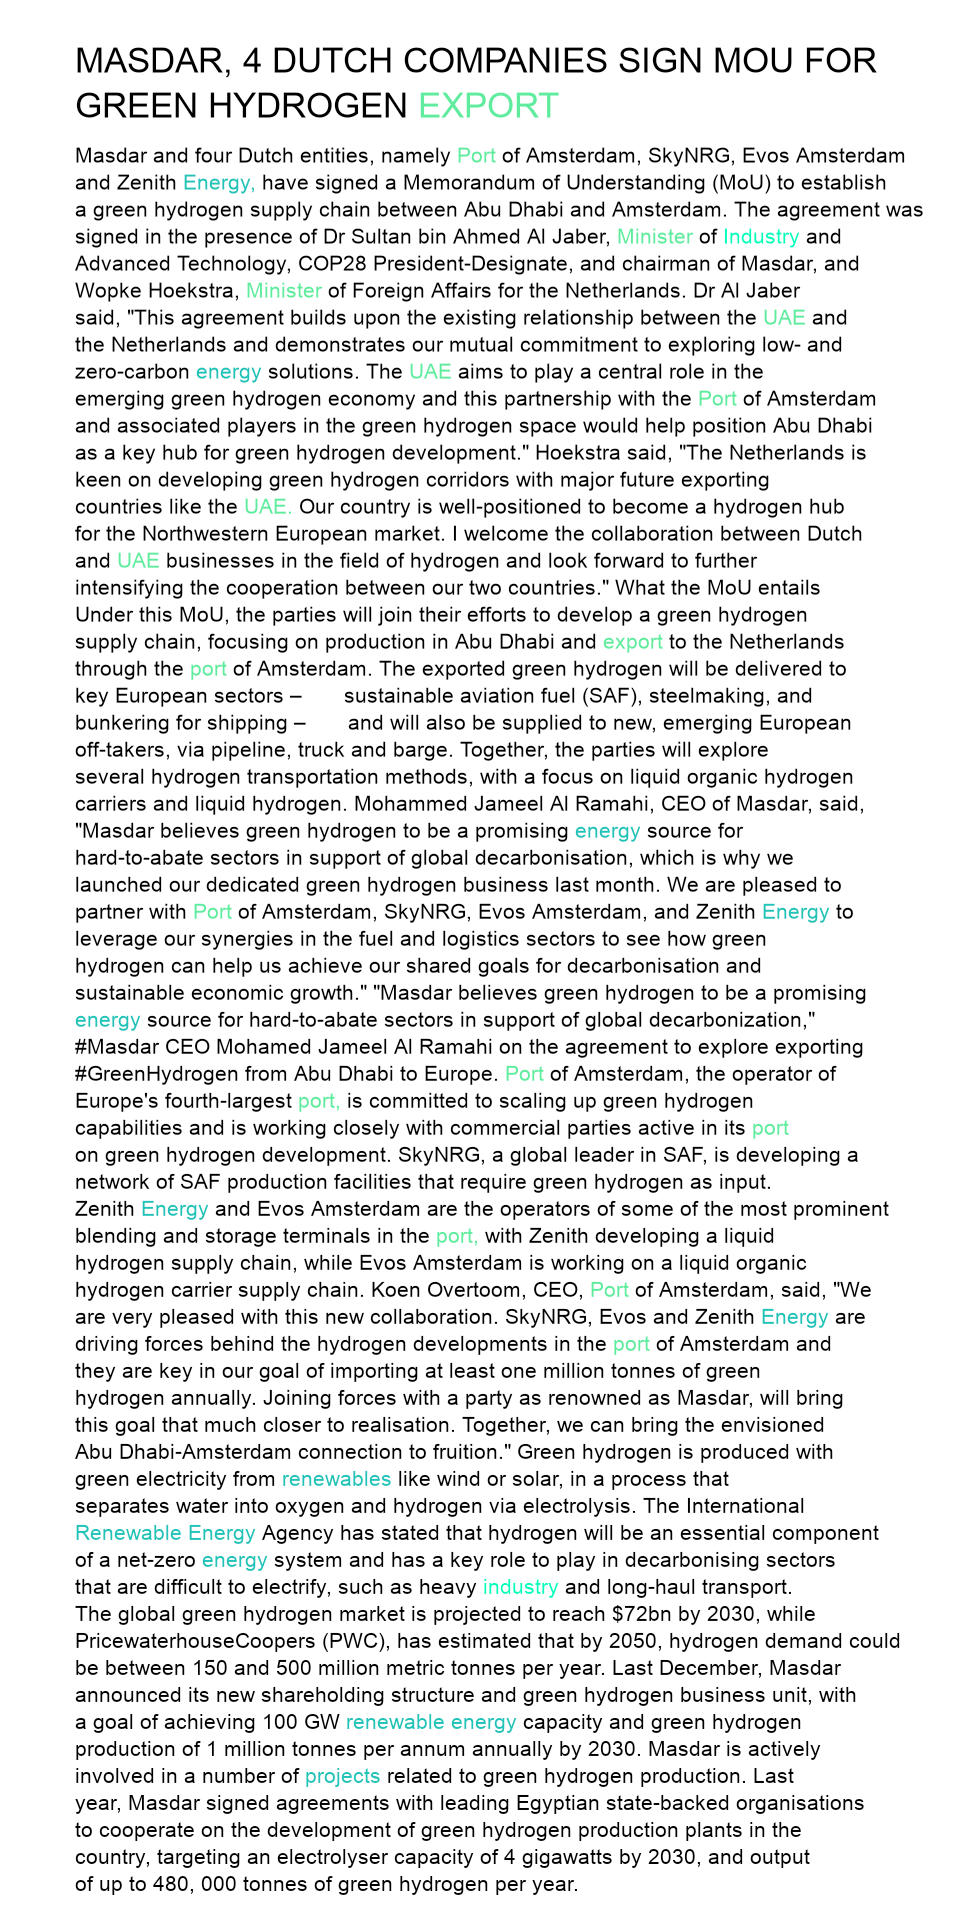 MASDAR, 4 DUTCH COMPANIES SIGN MOU FOR
GREEN HYDROGEN EXPORT
Masdar and four Dutch entities, namely Port of Amsterdam, SkyNRG, Evos Amsterdam
and Zenith Energy, have signed a Memorandum of Understanding (MoU) to establish
a green hydrogen supply chain between Abu Dhabi and Amsterdam. The agreement was
signed in the presence of Dr Sultan bin Ahmed Al Jaber, Minister of Industry and
Advanced Technology, COP28 President-Designate, and chairman of Masdar, and
Wopke Hoekstra, Minister of Foreign Affairs for the Netherlands. Dr Al Jaber
said, "This agreement builds upon the existing relationship between the UAE and
the Netherlands and demonstrates our mutual commitment to exploring low- and
zero-carbon energy solutions. The UAE aims to play a central role in the
emerging green hydrogen economy and this partnership with the Port of Amsterdam
and associated players in the green hydrogen space would help position Abu Dhabi
as a key hub for green hydrogen development." Hoekstra said, "The Netherlands is
keen on developing green hydrogen corridors with major future exporting
countries like the UAE. Our country is well-positioned to become a hydrogen hub
for the Northwestern European market. I welcome the collaboration between Dutch
and UAE businesses in the field of hydrogen and look forward to further
intensifying the cooperation between our two countries." What the MoU entails
Under this MoU, the parties will join their efforts to develop a green hydrogen
supply chain, focusing on production in Abu Dhabi and export to the Netherlands
through the port of Amsterdam. The exported green hydrogen will be delivered to
key European sectors – sustainable aviation fuel (SAF), steelmaking, and
bunkering for shipping – and will also be supplied to new, emerging European
off-takers, via pipeline, truck and barge. Together, the parties will explore
several hydrogen transportation methods, with a focus on liquid organic hydrogen
carriers and liquid hydrogen. Mohammed Jameel Al Ramahi, CEO of Masdar, said,
"Masdar believes green hydrogen to be a promising energy source for
hard-to-abate sectors in support of global decarbonisation, which is why we
launched our dedicated green hydrogen business last month. We are pleased to
partner with Port of Amsterdam, SkyNRG, Evos Amsterdam, and Zenith Energy to
leverage our synergies in the fuel and logistics sectors to see how green
hydrogen can help us achieve our shared goals for decarbonisation and
sustainable economic growth." "Masdar believes green hydrogen to be a promising
energy source for hard-to-abate sectors in support of global decarbonization,"
#Masdar CEO Mohamed Jameel Al Ramahi on the agreement to explore exporting
#GreenHydrogen from Abu Dhabi to Europe. Port of Amsterdam, the operator of
Europe's fourth-largest port, is committed to scaling up green hydrogen
capabilities and is working closely with commercial parties active in its port
on green hydrogen development. SkyNRG, a global leader in SAF, is developing a
network of SAF production facilities that require green hydrogen as input.
Zenith Energy and Evos Amsterdam are the operators of some of the most prominent
blending and storage terminals in the port, with Zenith developing a liquid
hydrogen supply chain, while Evos Amsterdam is working on a liquid organic
hydrogen carrier supply chain. Koen Overtoom, CEO, Port of Amsterdam, said, "We
are very pleased with this new collaboration. SkyNRG, Evos and Zenith Energy are
driving forces behind the hydrogen developments in the port of Amsterdam and
they are key in our goal of importing at least one million tonnes of green
hydrogen annually. Joining forces with a party as renowned as Masdar, will bring
this goal that much closer to realisation. Together, we can bring the envisioned
Abu Dhabi-Amsterdam connection to fruition." Green hydrogen is produced with
green electricity from renewables like wind or solar, in a process that
separates water into oxygen and hydrogen via electrolysis. The International
Renewable Energy Agency has stated that hydrogen will be an essential component
of a net-zero energy system and has a key role to play in decarbonising sectors
that are difficult to electrify, such as heavy industry and long-haul transport.
The global green hydrogen market is projected to reach $72bn by 2030, while
PricewaterhouseCoopers (PWC), has estimated that by 2050, hydrogen demand could
be between 150 and 500 million metric tonnes per year. Last December, Masdar
announced its new shareholding structure and green hydrogen business unit, with
a goal of achieving 100 GW renewable energy capacity and green hydrogen
production of 1 million tonnes per annum annually by 2030. Masdar is actively
involved in a number of projects related to green hydrogen production. Last
year, Masdar signed agreements with leading Egyptian state-backed organisations
to cooperate on the development of green hydrogen production plants in the
country, targeting an electrolyser capacity of 4 gigawatts by 2030, and output
of up to 480, 000 tonnes of green hydrogen per year.